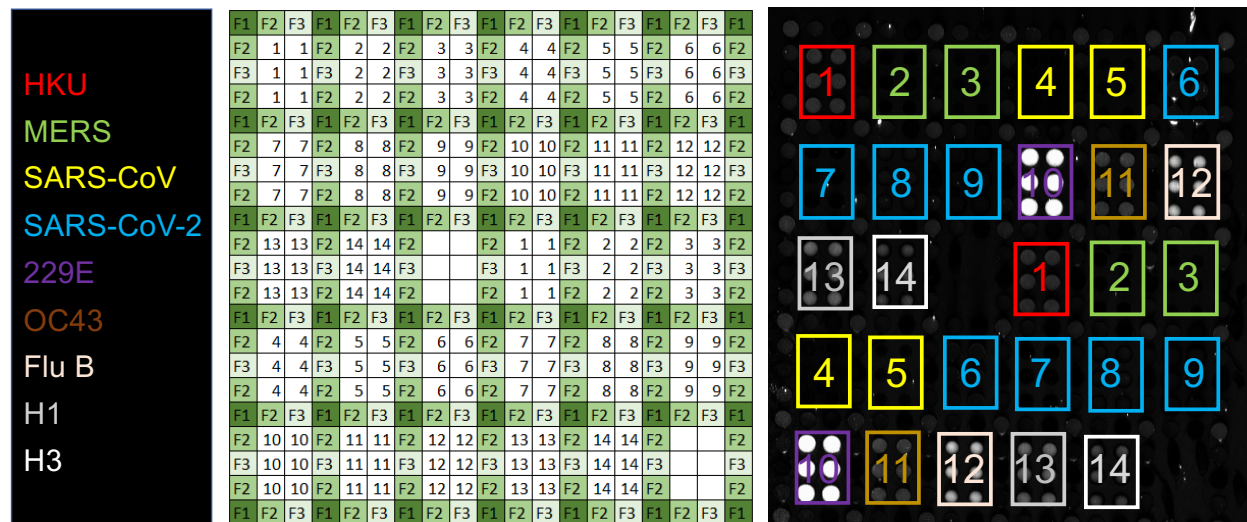 HKU
MERS
SARS-CoV
SARS-CoV-2
229E
OC43
Flu B
H1
H3
F1 F2 F3 F1 F2 F3 F1 F2 F3 F1 F2 F3 F1 F2 F3 F1 F2 F3 F1
F2 1 1 F2 2 2 F2 3 3 F2 4 4 F2 5 5 F2 6 6 F2
F3 1 1 F3 2 2 F3 3 3 F3 4 4 F3 5 5 F3 6 6 F3
F2 1 1 F2 2 2 F2 3 3 F2 4 4 F2 5 5 F2 6 6 F2
F1 F2 F3 F1 F2 F3 F1 F2 F3 F1 F2 F3 F1 F2 F3 F1 F2 F3 F1
F2 7 7 F2 8 8 F2 9 9 F2 10 10 F2 11 11 F2 12 12 F2
F3 7 7 F3 8 8 F3 9 9 F3 10 10 F3 11 11 F3 12 12 F3
F2 7 7 F2 8 8 F2 9 9 F2 10 10 F2 11 11 F2 12 12 F2
F1 F2 F3 F1 F2 F3 F1 F2 F3 F1 F2 F3 F1 F2 F3 F1 F2 F3 F1
F2 13 13 F2 14 14 F2 F2 1 1 F2 2 2 F2 3 3 F2
F3 13 13 F3 14 14 F3 F3 1 1 F3 2 2 F3 3 3 F3
F2 13 13 F2 14 14 F2 F2 1 1 F2 2 2 F2 3 3 F2
F1 F2 F3 F1 F2 F3 F1 F2 F3 F1 F2 F3 F1 F2 F3 F1 F2 F3 F1
F2 4 4 F2 5 5 F2 6 6 F2 7 7 F2 8 8 F2 9 9 F2
F3 4 4 F3 5 5 F3 6 6 F3 7 7 F3 8 8 F3 9 9 F3
F2 4 4 F2 5 5 F2 6 6 F2 7 7 F2 8 8 F2 9 9 F2
F1 F2 F3 F1 F2 F3 F1 F2 F3 F1 F2 F3 F1 F2 F3 F1 F2 F3 F1
F2 10 10 F2 11 11 F2 12 12 F2 13 13 F2 14 14 F2 F2
F3 10 10 F3 11 11 F3 12 12 F3 13 13 F3 14 14 F3 F3
F2 10 10 F2 11 11 F2 12 12 F2 13 13 F2 14 14 F2 F2
F1 F2 F3 F1 F2 F3 F1 F2 F3 F1 F2 F3 F1 F2 F3 F1 F2 F3 F1
1 2 3 4 5 6
7 8 9 10 11 12
13 14 1 2 3
4 5 6 7 8 9
10 11 12 13 14